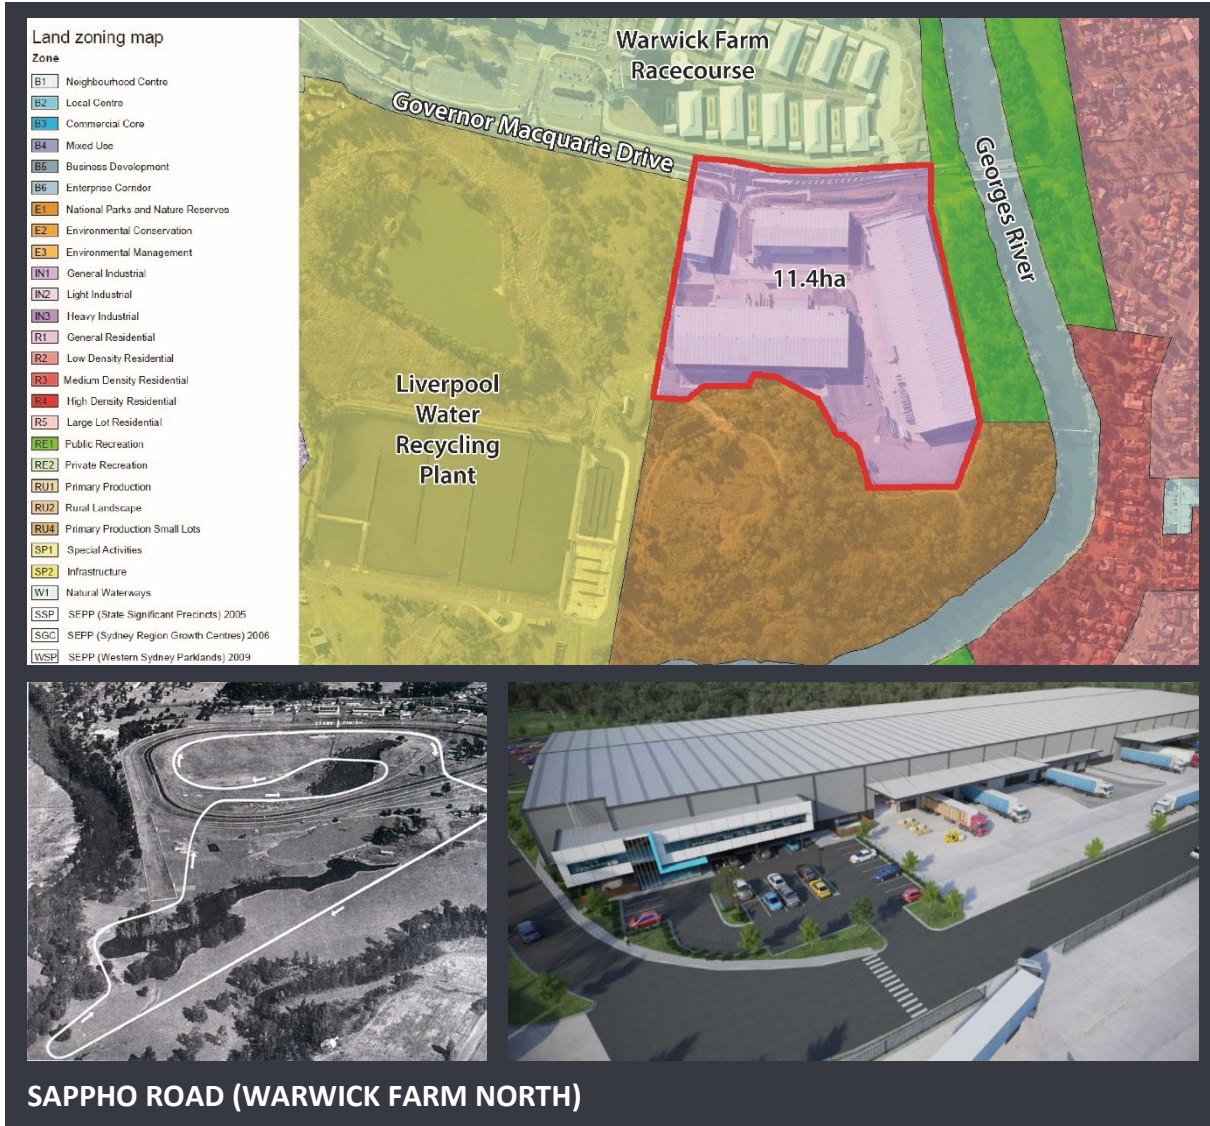 Land zoning map
Zone
B1 Neighbourhood Centre
B2 Local Centre
B3 Commercial Core
B4 Mixed Use
B5 Business Development
B6 Enterprise Corridor
E1 National Parks and Nature Reserves
E2 Environmental Conservation
E3 Environmental Management
IN1 General Industrial
IN2 Light Industrial
IN3 Heavy Industrial
R1 General Residential
R2 Low Density Residential
R3 Medium Density Residential
R4 High Density Residential
R5 Large Lot Residential
RE1 Public Recreation
RE2 Private Recreation
RU1 Primary Production
RU2 Rural Landscape
RU4 Primary Production Small Lots
SP1 Special Activities
SP2 Infrastructure
W1 Natural Waterways
SSP SEPP (State Significant Precincts) 2005
SGC SEPP (Sydney Region Growth Centres) 2006
WSP SEPP (Western Sydney Parklands) 2009
Warwick Farm
Racecourse
Governor Macquarie Drive
Georges River
11.4ha
Liverpool
Water
Recycling
Plant
START FINISH
SAPPHO ROAD (WARWICK FARM NORTH)